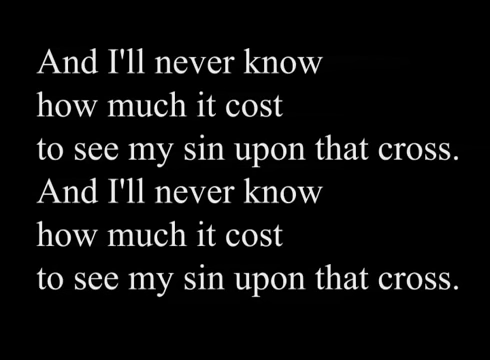 And I'll never know
how much it cost
to see my sin upon that cross.
And I'll never know
how much it cost
to see my sin upon that cross.